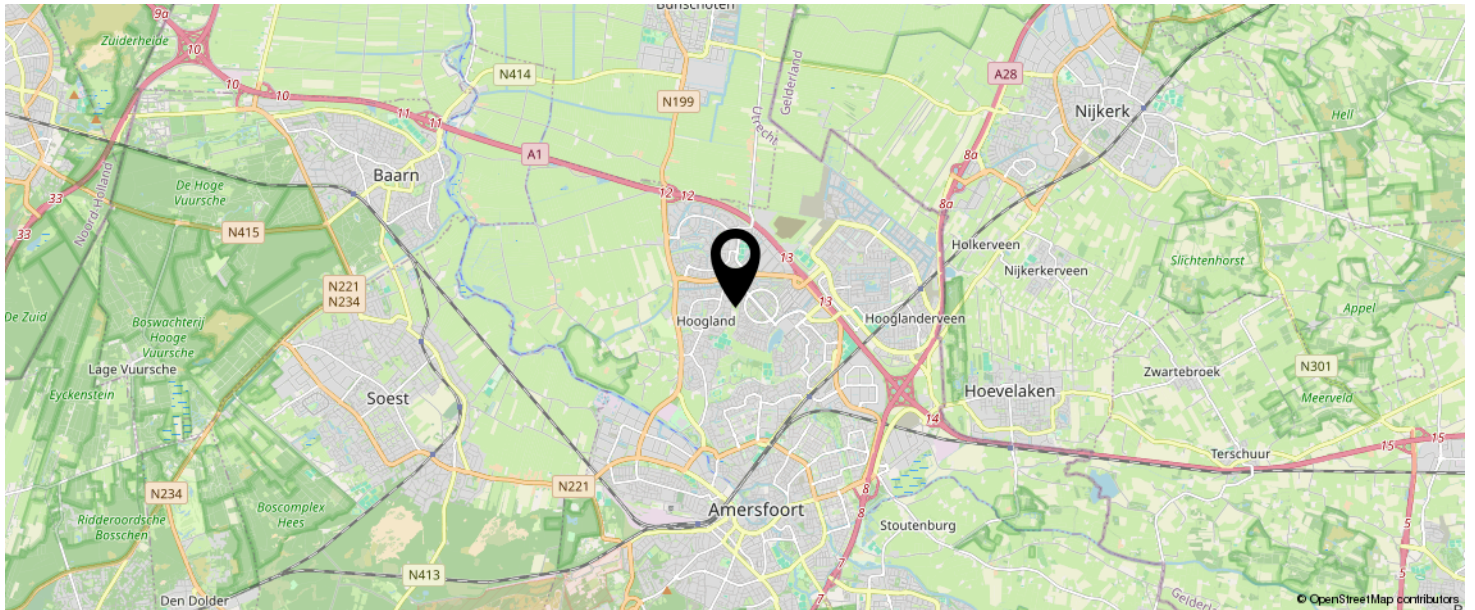 Bunschoten
9a
Zuiderheide
10
N414
A28
Gelderland
10
10
N199
Utrecht
Nijkerk
Hell
11
11
A1
8a
Baarn
De Hoge
Vuursche
12
12
33
Noord-Holland
8a
33
N415
13
Holkerveen
Slichtenhorst
Nijkerkerveen
N221
N234
13
Appel
De Zuid
Boswachterij
Hooge
Vuursche
Hoogland
Hooglanderveen
Lage Vuursche
N301
Zwartebroek
Eyckenstein
Soest
Hoevelaken
Meerveld
14
15
15
Terschuur
N221
N234
8
Boscomplex
Hees
Amersfoort
8
Ridderoordsche
Bosschen
Stoutenburg
5
N413
5
7
7
Den Dolder
Gelderl
© OpenStreetMap contributors